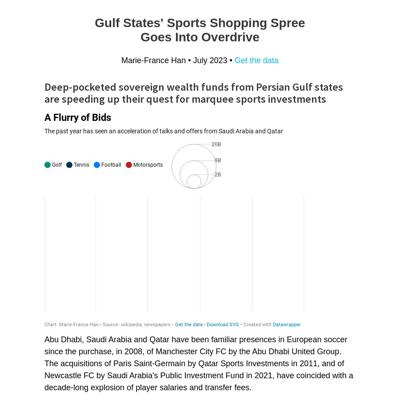 Gulf States' Sports Shopping Spree
Goes Into Overdrive
Marie-France Han • July 2023 • Get the data
Deep-pocketed sovereign wealth funds from Persian Gulf states
are speeding up their quest for marquee sports investments
A Flurry of Bids
The past year has seen an acceleration of talks and offers from Saudi Arabia and Qatar
20B
Golf Tennis Football Motorsports 8B
2B
Chart: Marie-France Han • Source: wikipedia, newspapers • Get the data • Download SVG • Created with Datawrapper
Abu Dhabi, Saudi Arabia and Qatar have been familiar presences in European soccer
since the purchase, in 2008, of Manchester City FC by the Abu Dhabi United Group.
The acquisitions of Paris Saint-Germain by Qatar Sports Investments in 2011, and of
Newcastle FC by Saudi Arabia's Public Investment Fund in 2021, have coincided with a
decade-long explosion of player salaries and transfer fees.